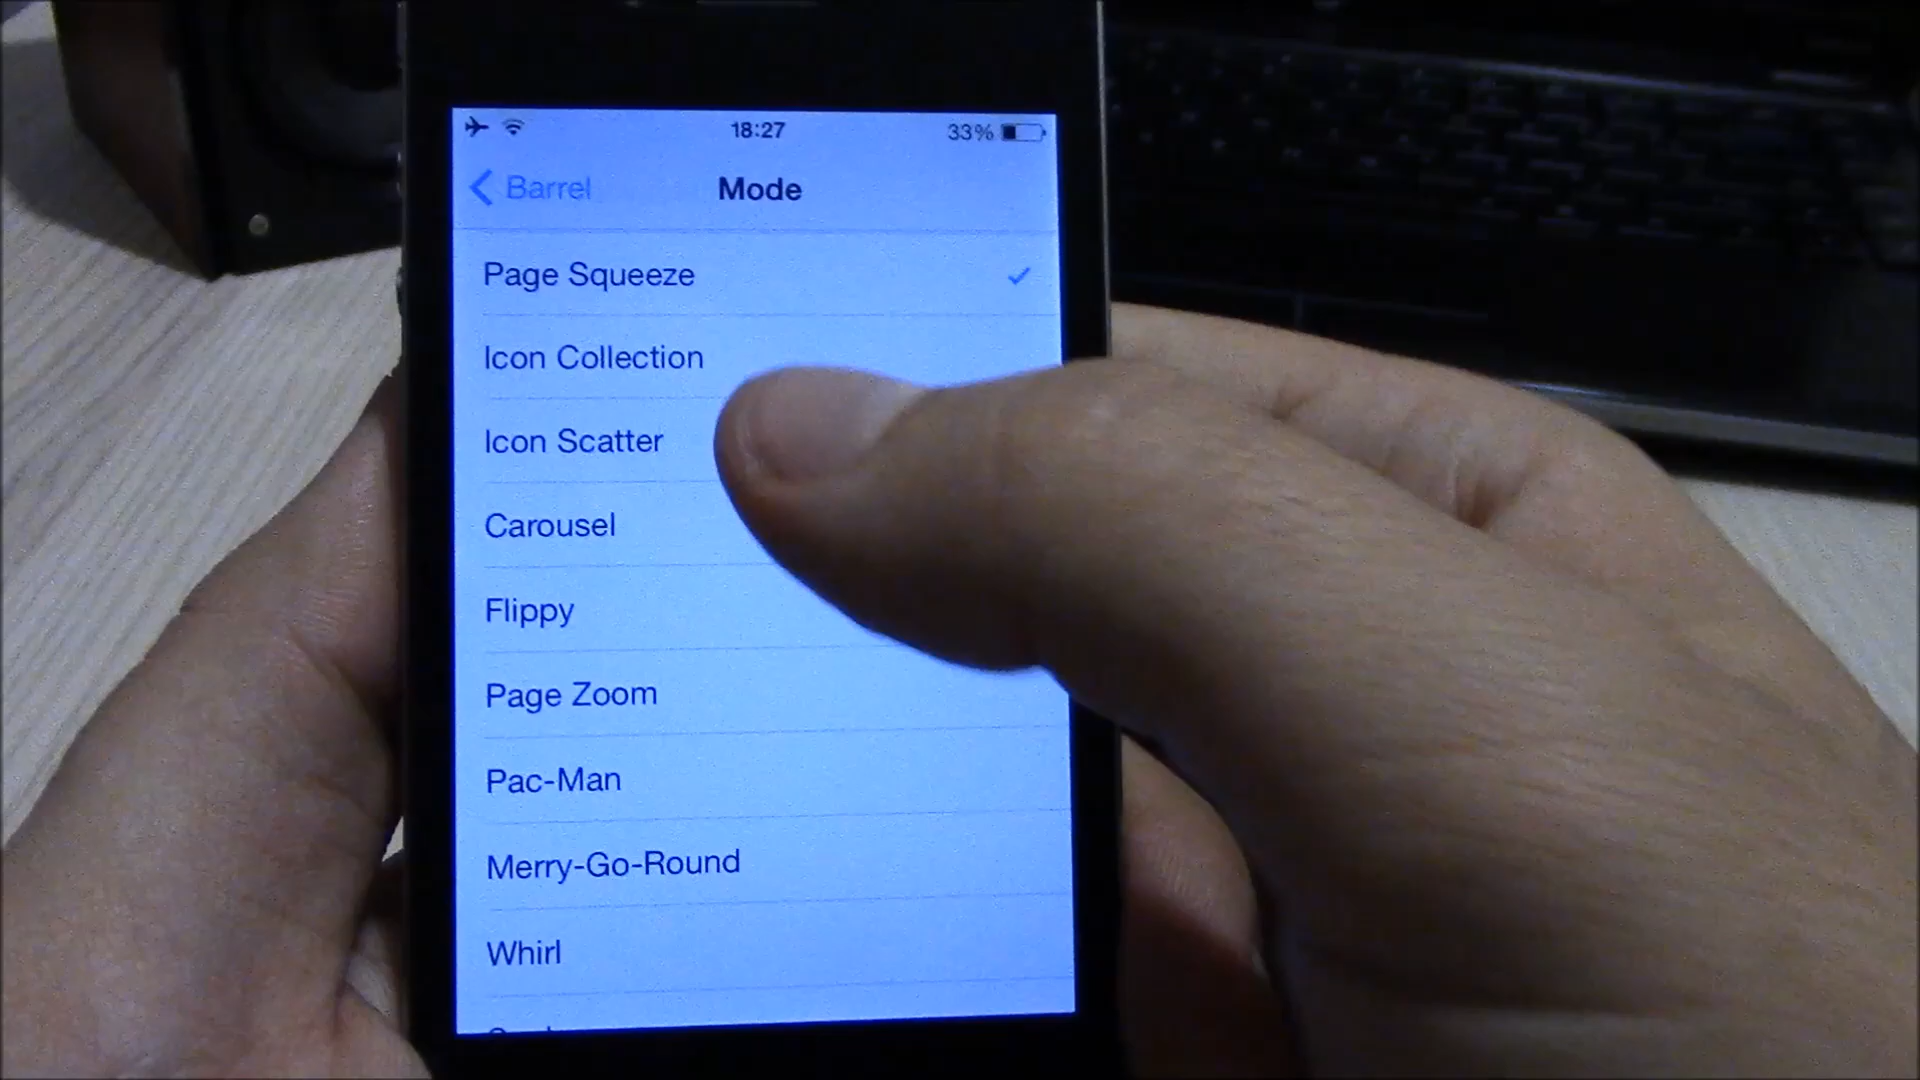 18:27 33%
Barrel Mode
Page Squeeze
Icon Collection
Icon Scatter
Carousel
Flippy
Page Zoom
Pac-Man
Merry-Go-Round
Whirl